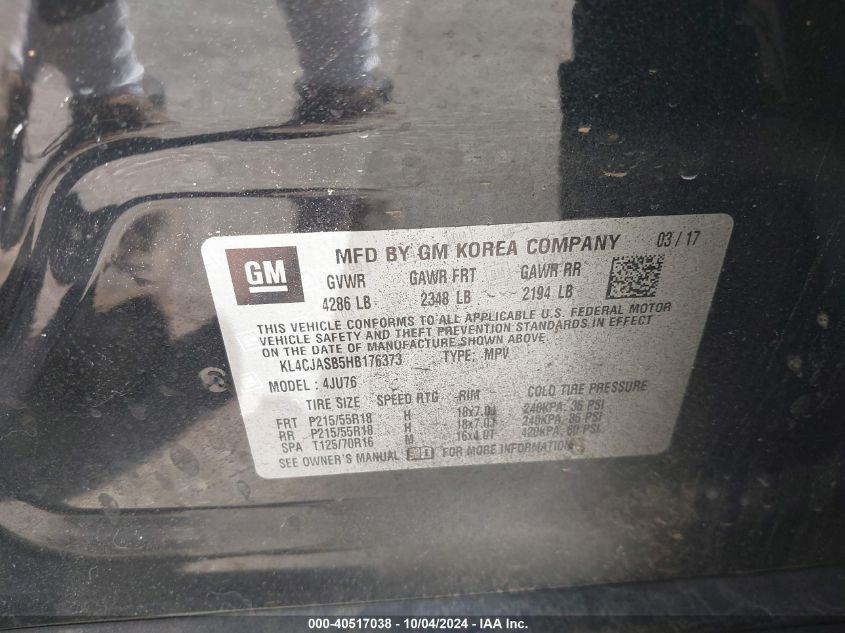 GM
MFD BY GM KOREA COMPANY 03 / 17
GVWR GAWR FRT GAWR RR
4286 LB 2348 LB 2194 LB
THIS VEHICLE CONFORMS TO ALL APPLICABLE U.S. FEDERAL MOTOR
VEHICLE SAFETY AND THEFT PREVENTION STANDARDS IN EFFECT
ON THE DATE OF MANUFACTURE SHOWN ABOVE.
KL4CJASB5HB176373 TYPE: MPV
MODEL: 4JU76
TIRE SIZE SPEED RTG RIM COLD TIRE PRESSURE
FRT P215/55R18 H 18x7.0J 240KPA, 35 PSI
RR P215/55R18 H 18x7.0J 240KPA, 35 PSI
SPA T125/70R16 M 16x4.0T 420KPA, 60 PSI
SEE OWNER'S MANUAL FOR MORE INFORMATION
000-40517038 - 10/04/2024 - IAA Inc.